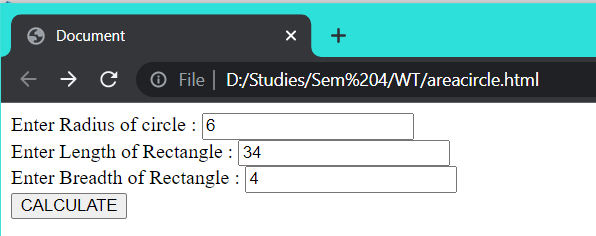 Document
File D:/Studies/Sem%204/WT/areacircle.html
Enter Radius of circle : 6
Enter Length of Rectangle : 34
Enter Breadth of Rectangle : 4
CALCULATE